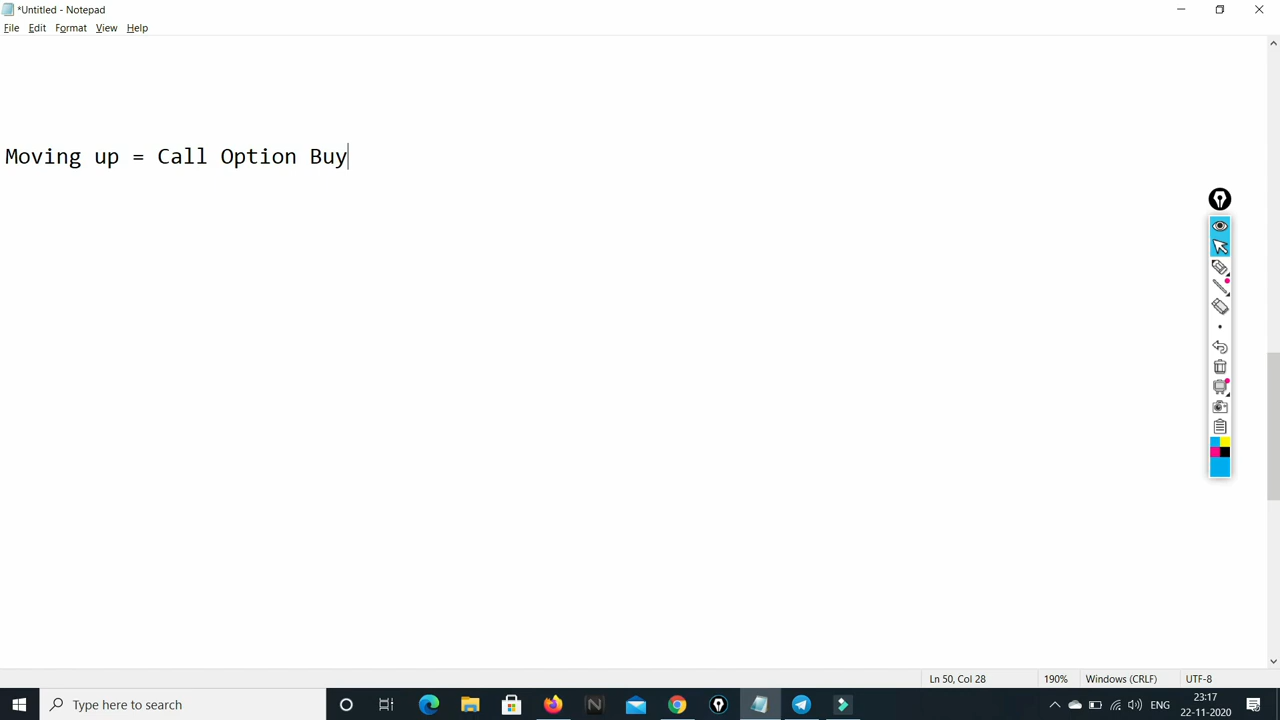 *Untitled - Notepad
File Edit Format View Help
Moving up = Call Option Buy
Ln 50, Col 28 190% Windows (CRLF) UTF-8
Type here to search
ENG
23:17
22-11-2020